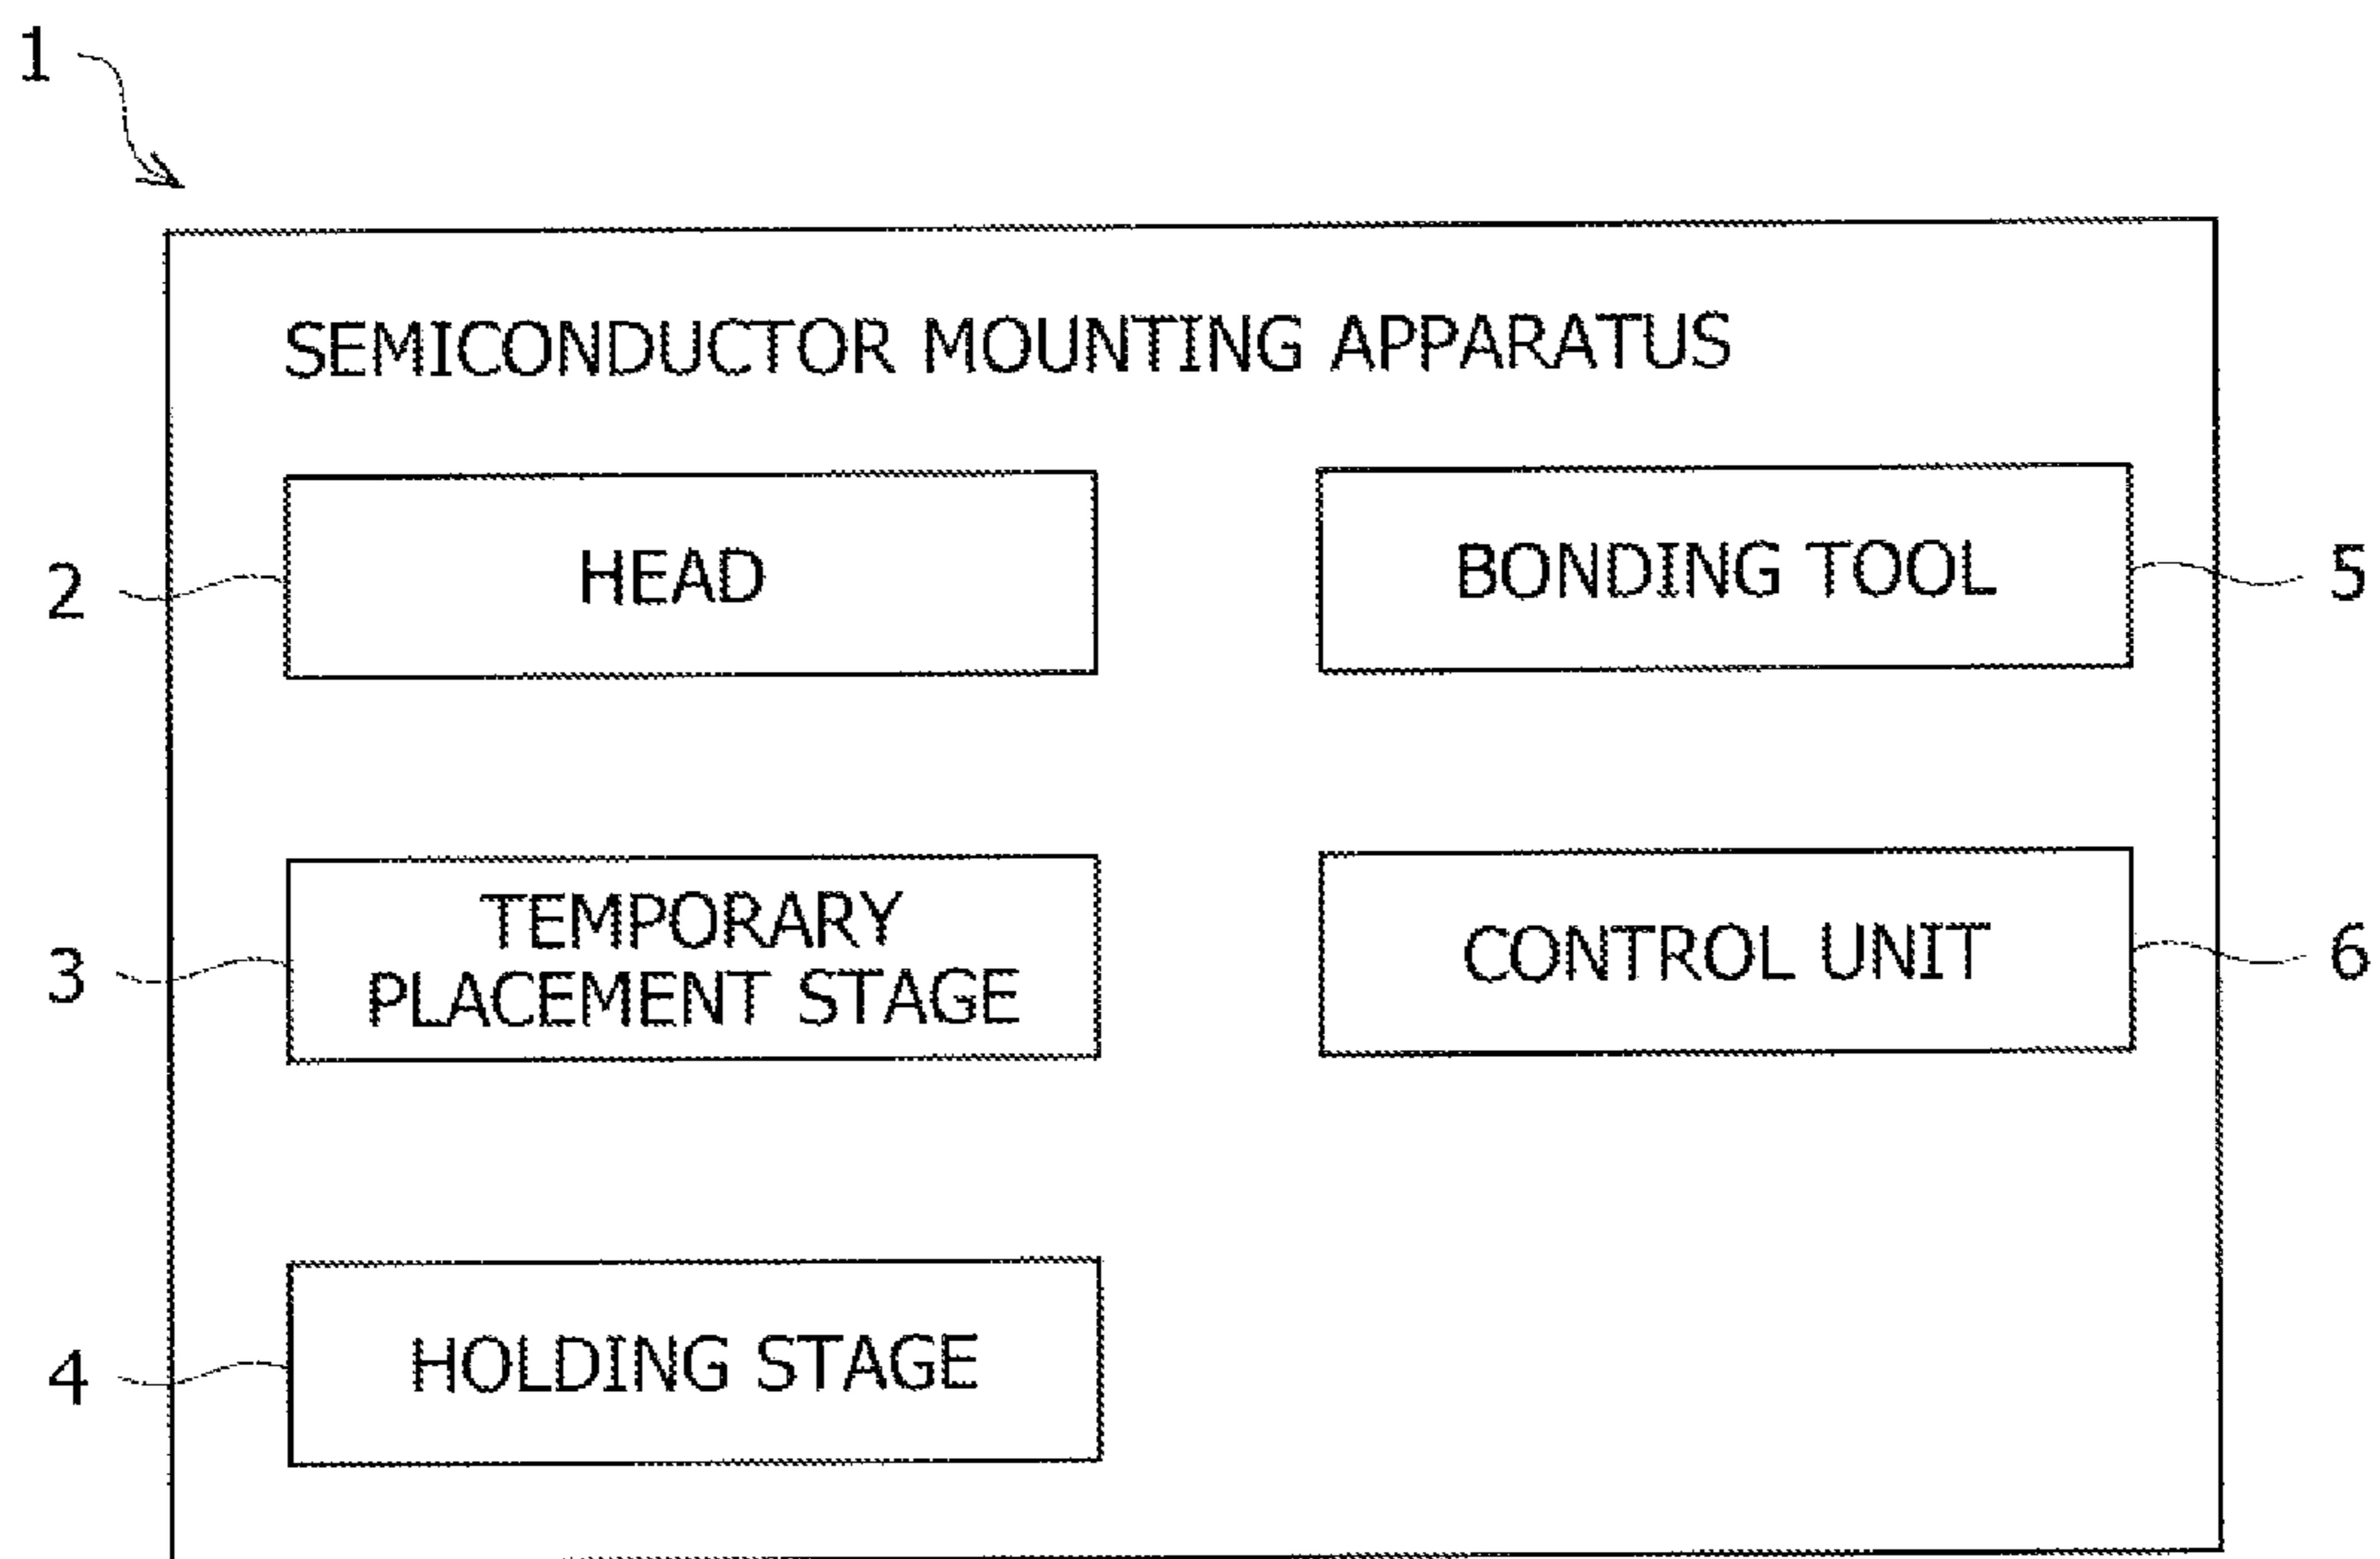 1
SEMICONDUCTOR MOUNTING APPARATUS
2
HEAD
BONDING TOOL
5
3
TEMPORARY
PLACEMENT STAGE
CONTROL UNIT
6
4
HOLDING STAGE